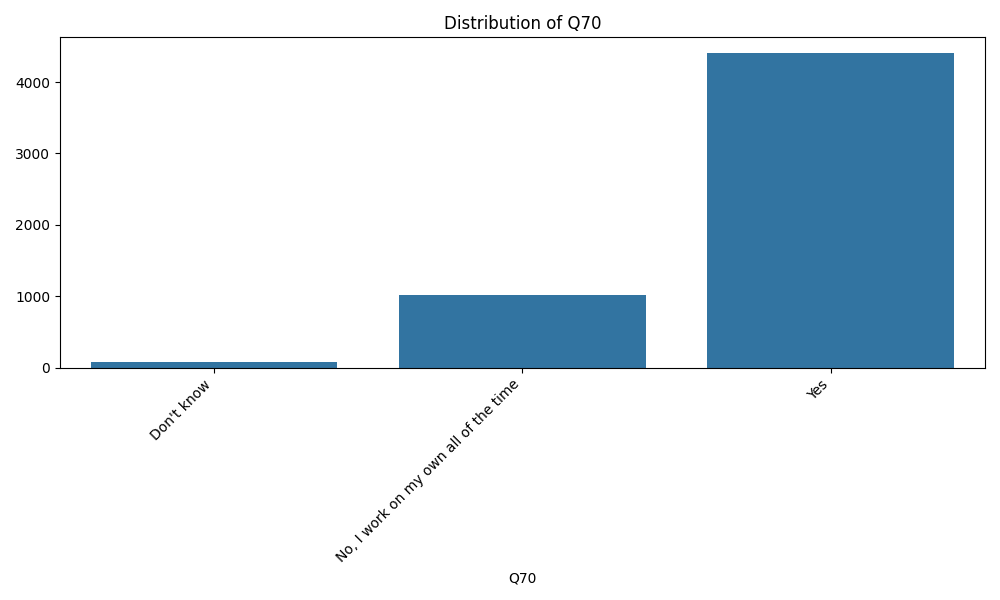 Distribution of Q70
4000
3000
2000
1000
0
Don't know
No, I work on my own all of the time
Yes
Q70